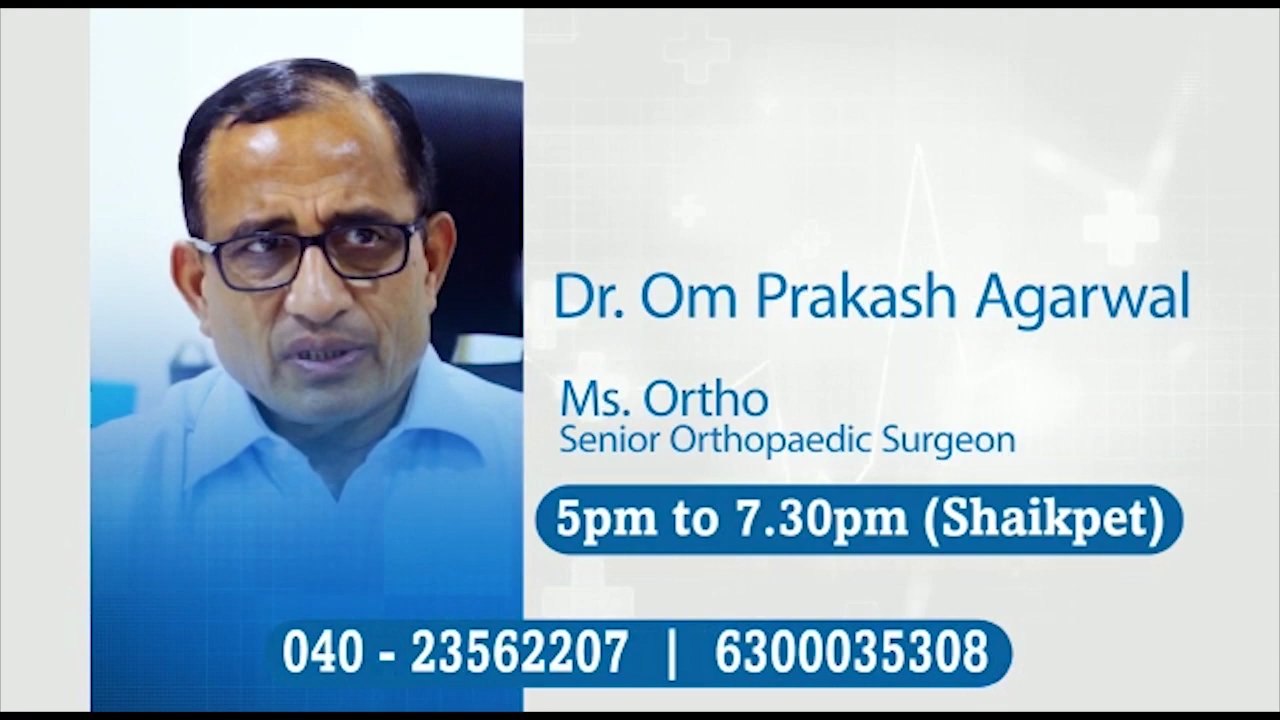 Dr. Om Prakash Agarwal
Ms. Ortho
Senior Orthopaedic Surgeon
5pm to 7.30pm (Shaikpet)
040 - 23562207 | 6300035308